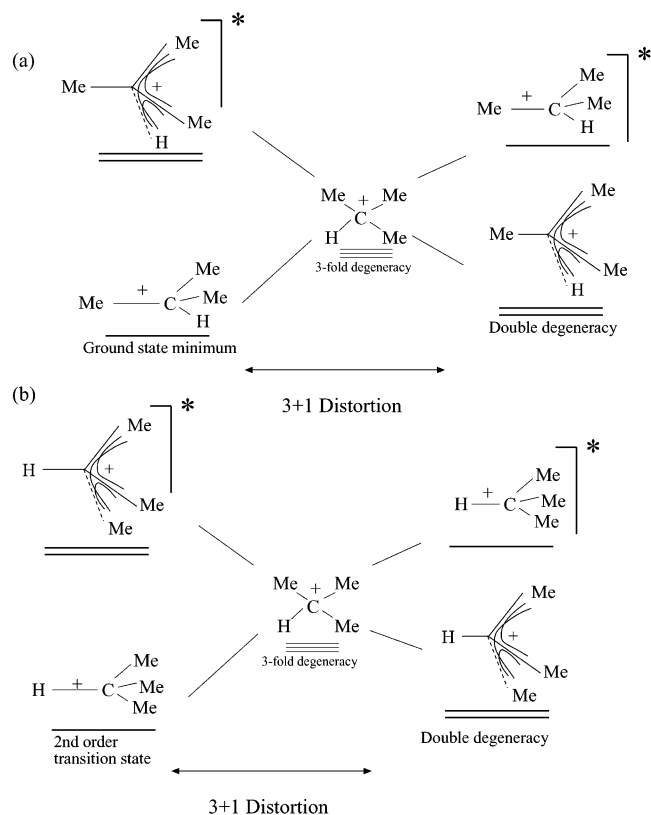 (a)
Me
Me
+
Me
H
*
Me + C Me
Me
H
*
Me + Me
C
H Me
3-fold degeneracy
Me
Me
+
Me
H
Double degeneracy
Me + C Me
Me
H
Ground state minimum
3+1 Distortion
(b)
Me
H
+
Me
Me
*
H + C Me
Me
Me
*
Me + Me
C
H Me
3-fold degeneracy
Me
H
+
Me
Me
Double degeneracy
H + C Me
Me
Me
2nd order
transition state
3+1 Distortion